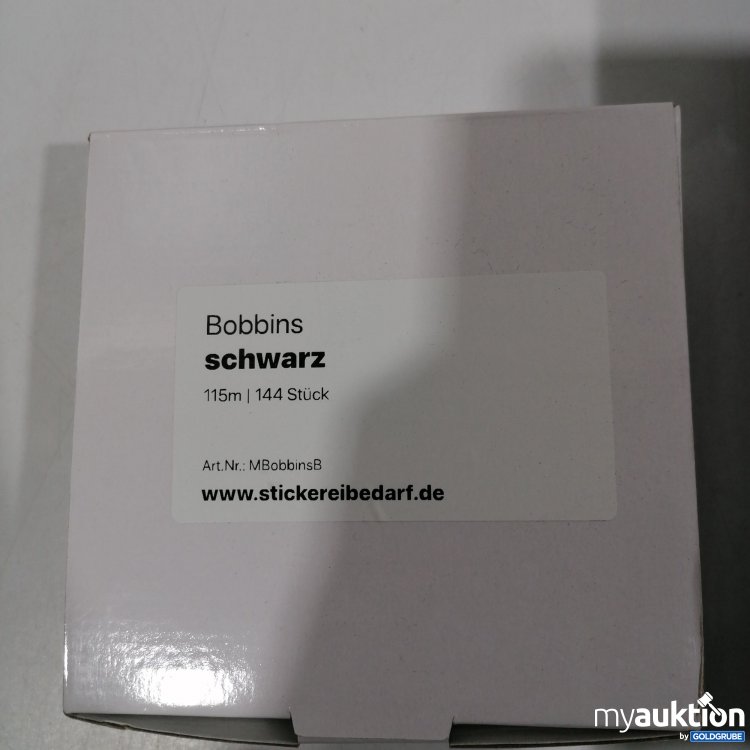 Bobbins
schwarz
115m | 144 Stück
Art.Nr.: MBobbinsB
www.stickereibedarf.de
myauktion
by GOLDGRUBE